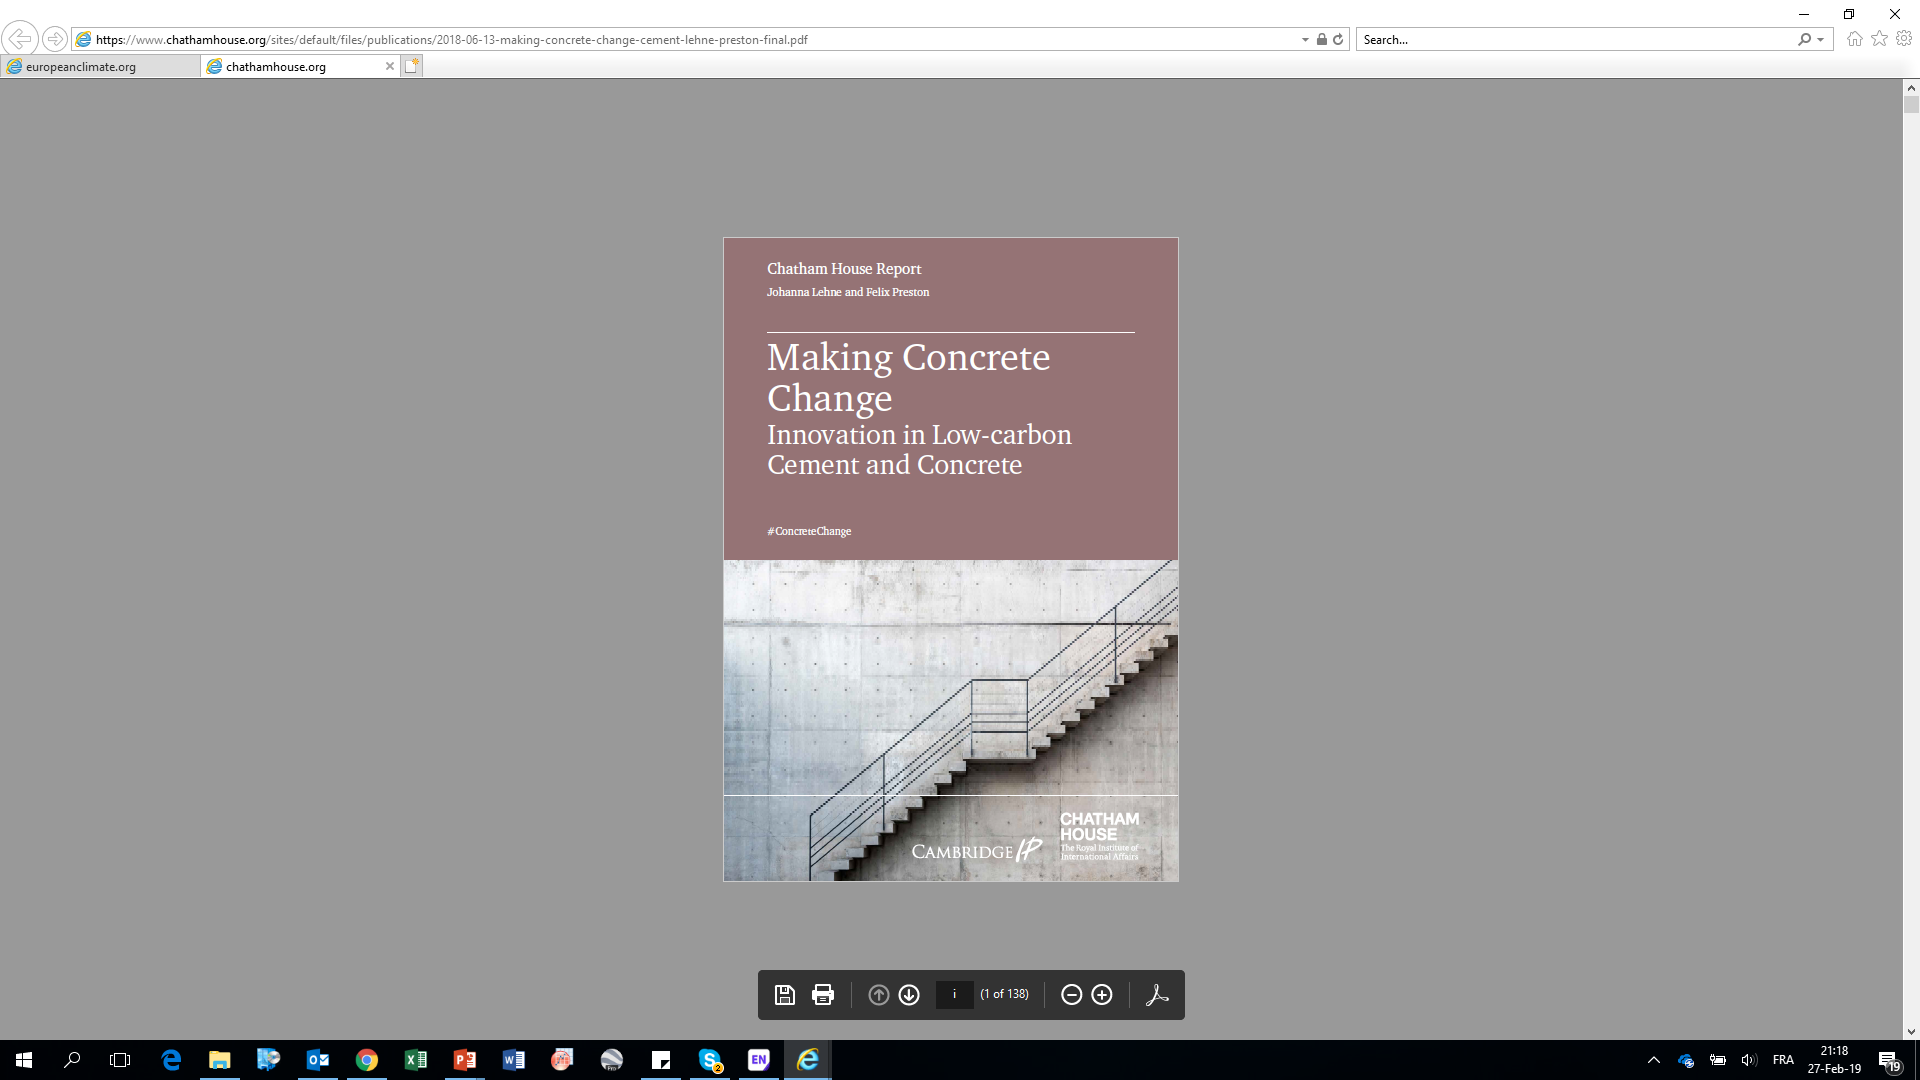 https://www.chathamhouse.org/sites/default/files/publications/2018-06-13-making-concrete-change-cement-lehne-preston-final.pdf
Search...
europeanclimate.org
chathamhouse.org
Chatham House Report
Johanna Lehne and Felix Preston
Making Concrete
Change
Innovation in Low-carbon
Cement and Concrete
#ConcreteChange
CAMBRIDGE IP
CHATHAM
HOUSE
The Royal Institute of
International Affairs
i
(1 of 138)
EN
2
FRA
21:18
27-Feb-19
19